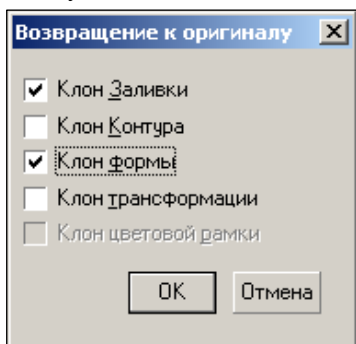 Возвращение к оригиналу
Клон Заливки
Клон Контура
Клон формы
Клон трансформации
Клон цветовой рамки
OK Отмена